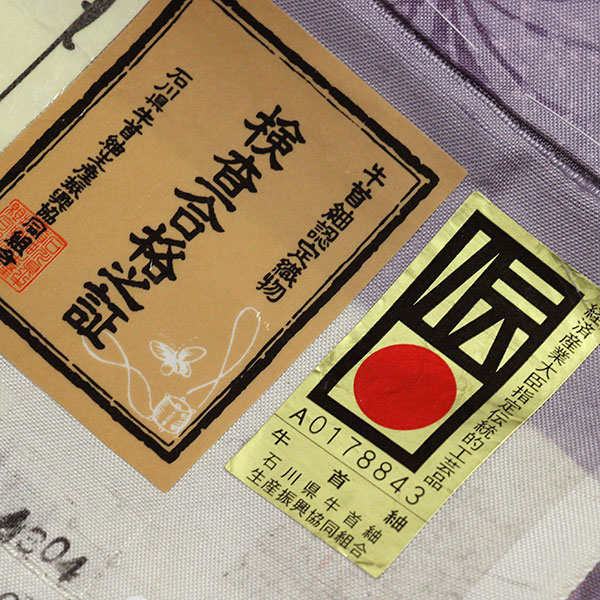 牛首紬認定織物
検査合格之証
石川県牛首紬生産振興協同組合
伝
経済産業大臣指定伝統的工芸品
A0178843
牛首紬
石川県牛首紬
生産振興協同組合
4804